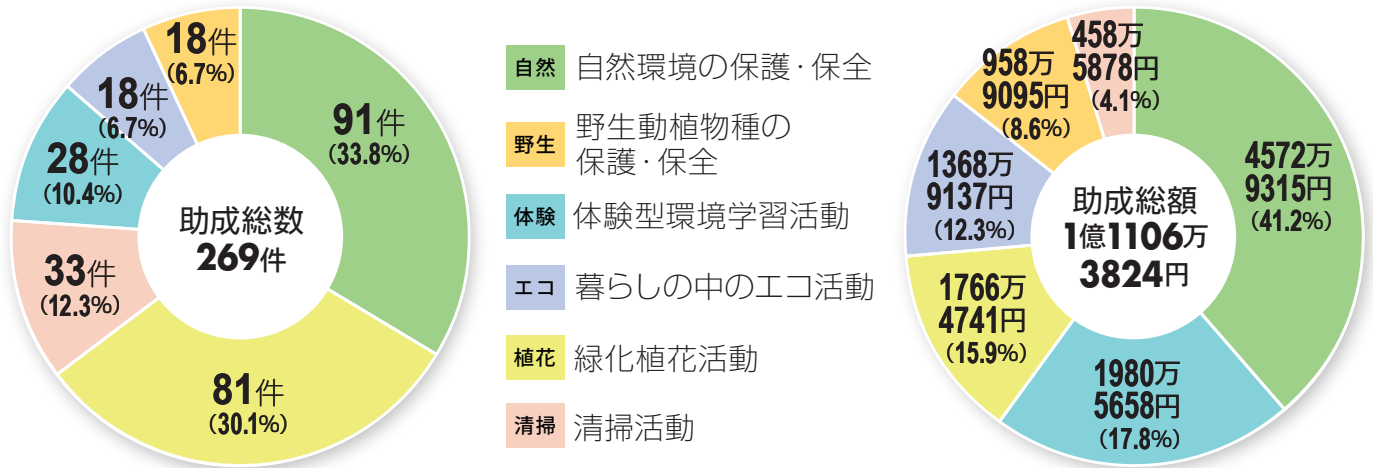 18件
(6.7%)
18件
(6.7%)
91件
(33.8%)
28件
(10.4%)
助成総数
269件
33件
(12.3%)
81件
(30.1%)
自然 自然環境の保護・保全
野生 野生動植物種の
保護・保全
体験 体験型環境学習活動
エコ 暮らしの中のエコ活動
植花 緑化植花活動
清掃 清掃活動
458万
5878円
(4.1%)
958万
9095円
(8.6%)
4572万
9315円
(41.2%)
1368万
9137円
(12.3%)
助成総額
1億1106万
3824円
1766万
4741円
(15.9%)
1980万
5658円
(17.8%)